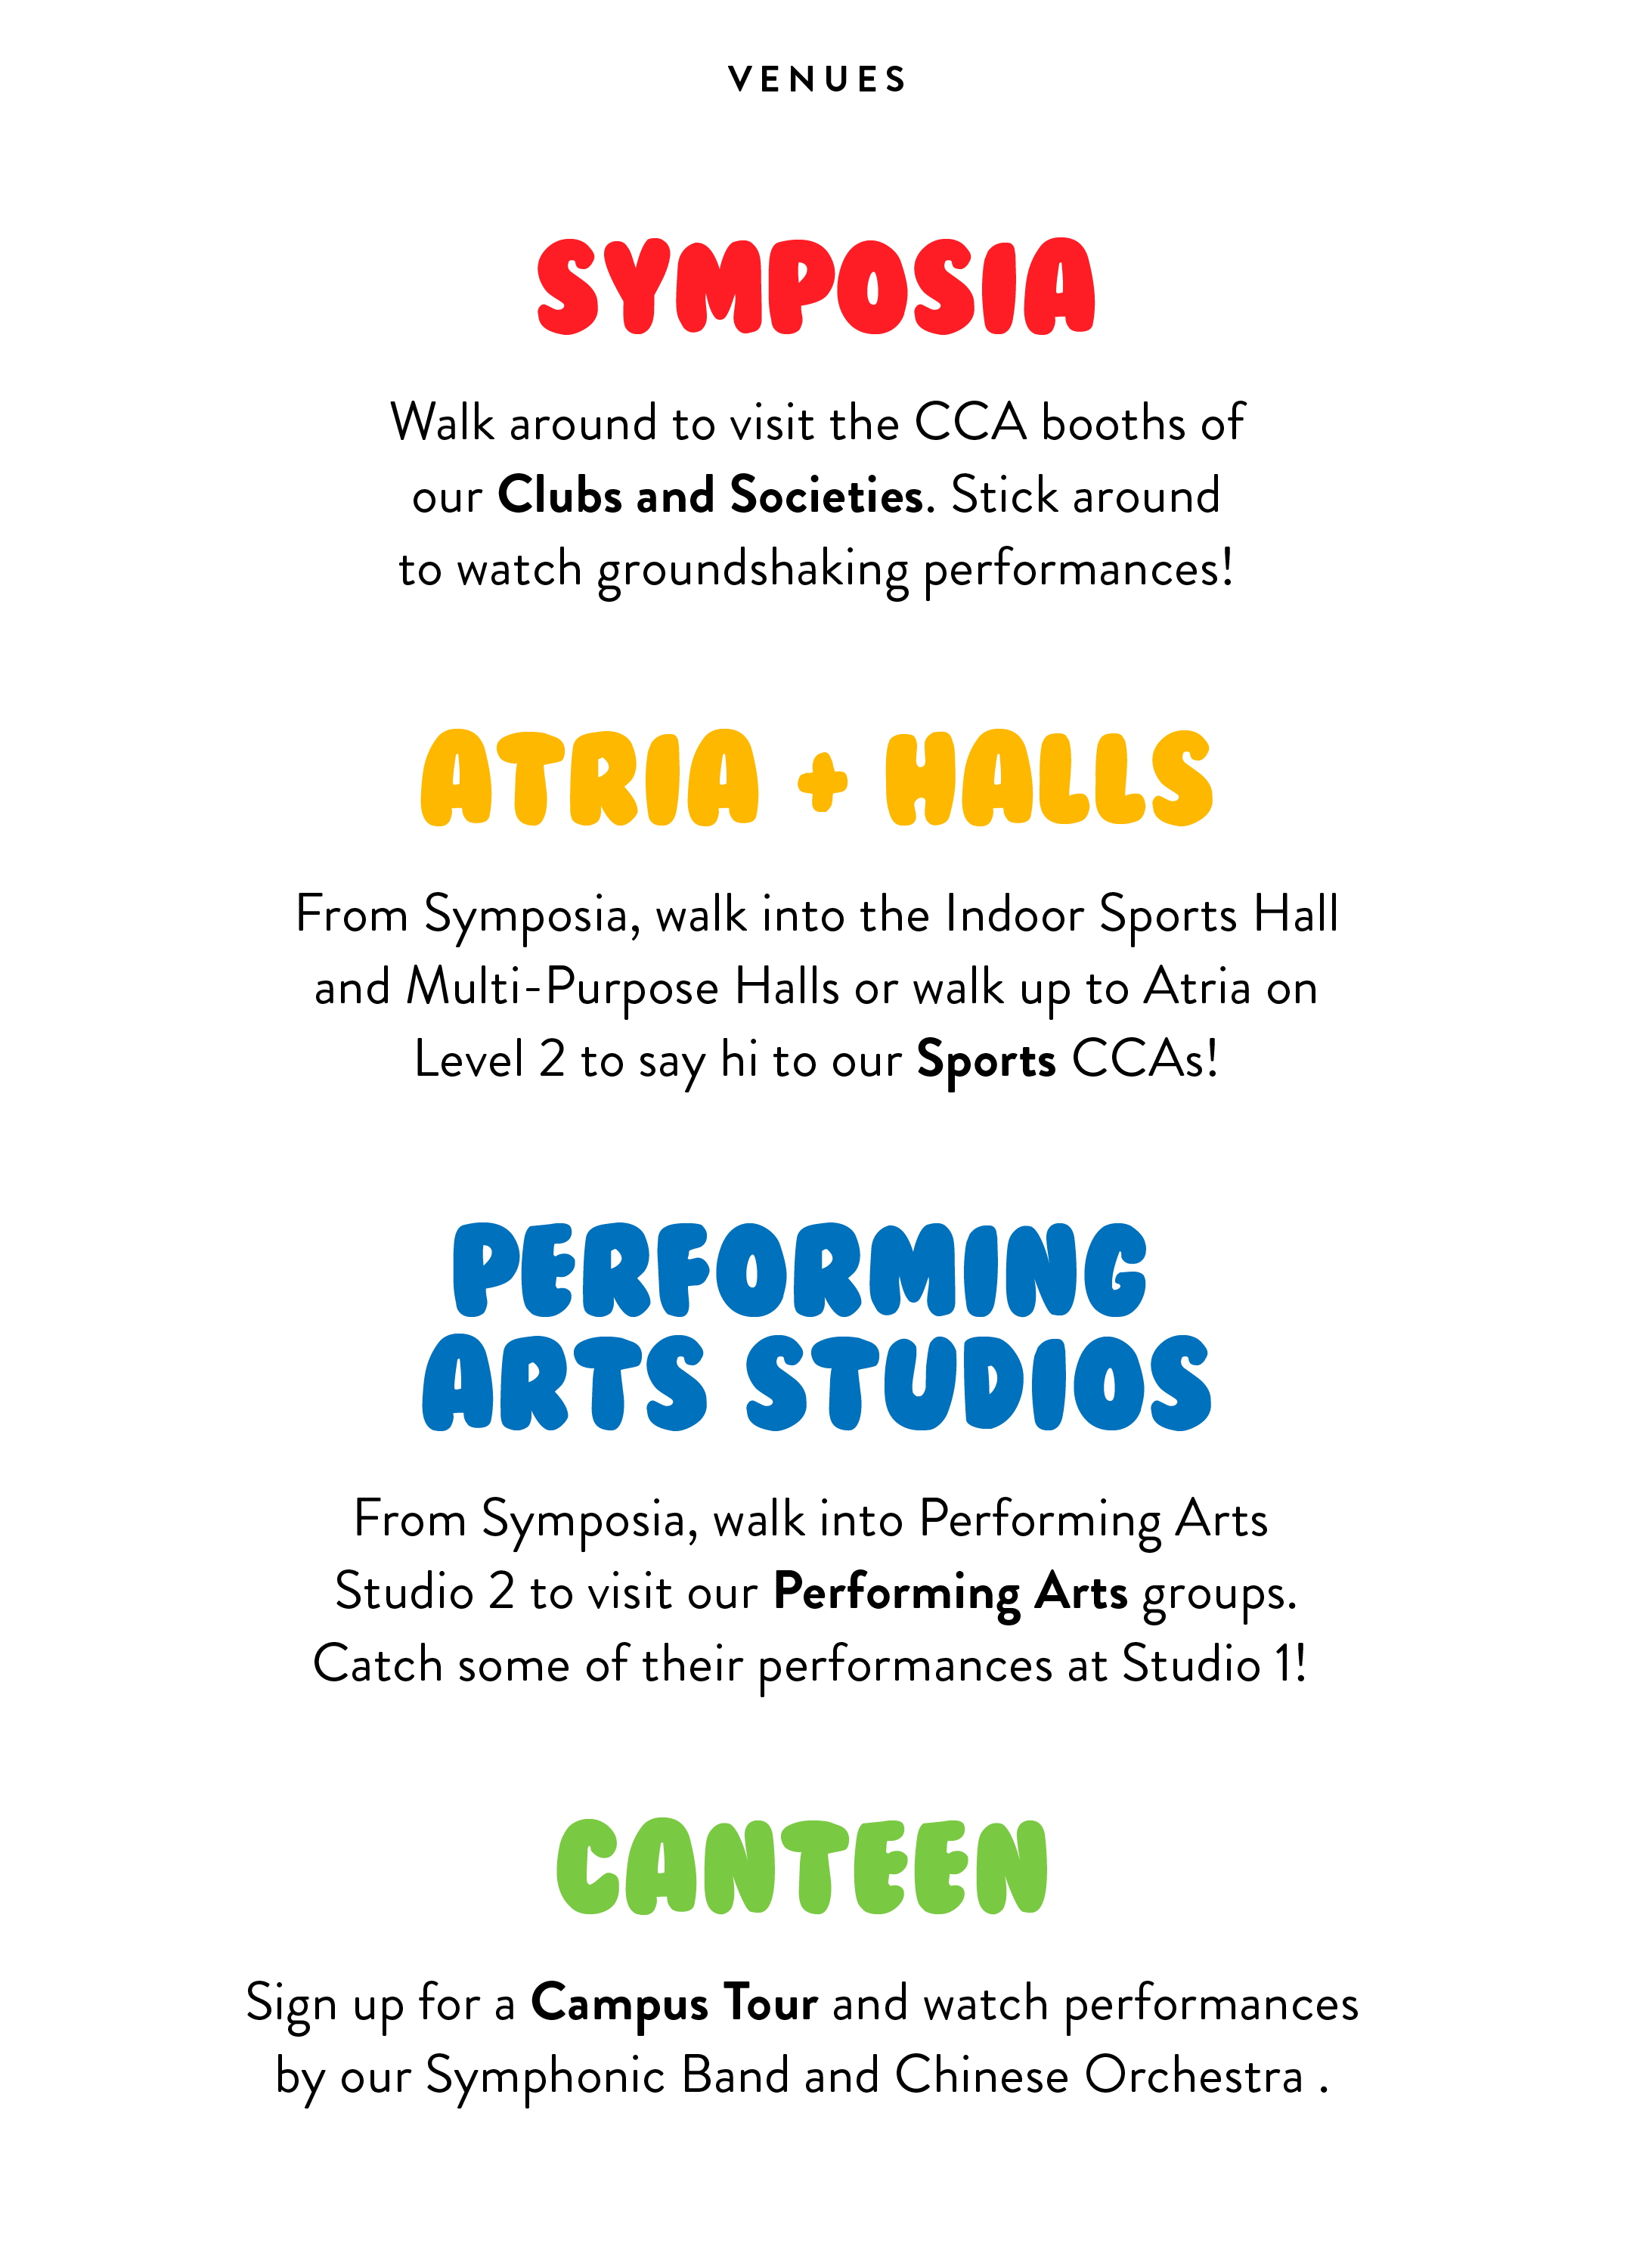 VENUES
SYMPOSIA
Walk around to visit the CCA booths of
our Clubs and Societies. Stick around
to watch groundshaking performances!
ATRIA + HALLS
From Symposia, walk into the Indoor Sports Hall
and Multi-Purpose Halls or walk up to Atria on
Level 2 to say hi to our Sports CCAs!
PERFORMING
ARTS STUDIOS
From Symposia, walk into Performing Arts
Studio 2 to visit our Performing Arts groups.
Catch some of their performances at Studio 1!
CANTEEN
Sign up for a Campus Tour and watch performances
by our Symphonic Band and Chinese Orchestra .